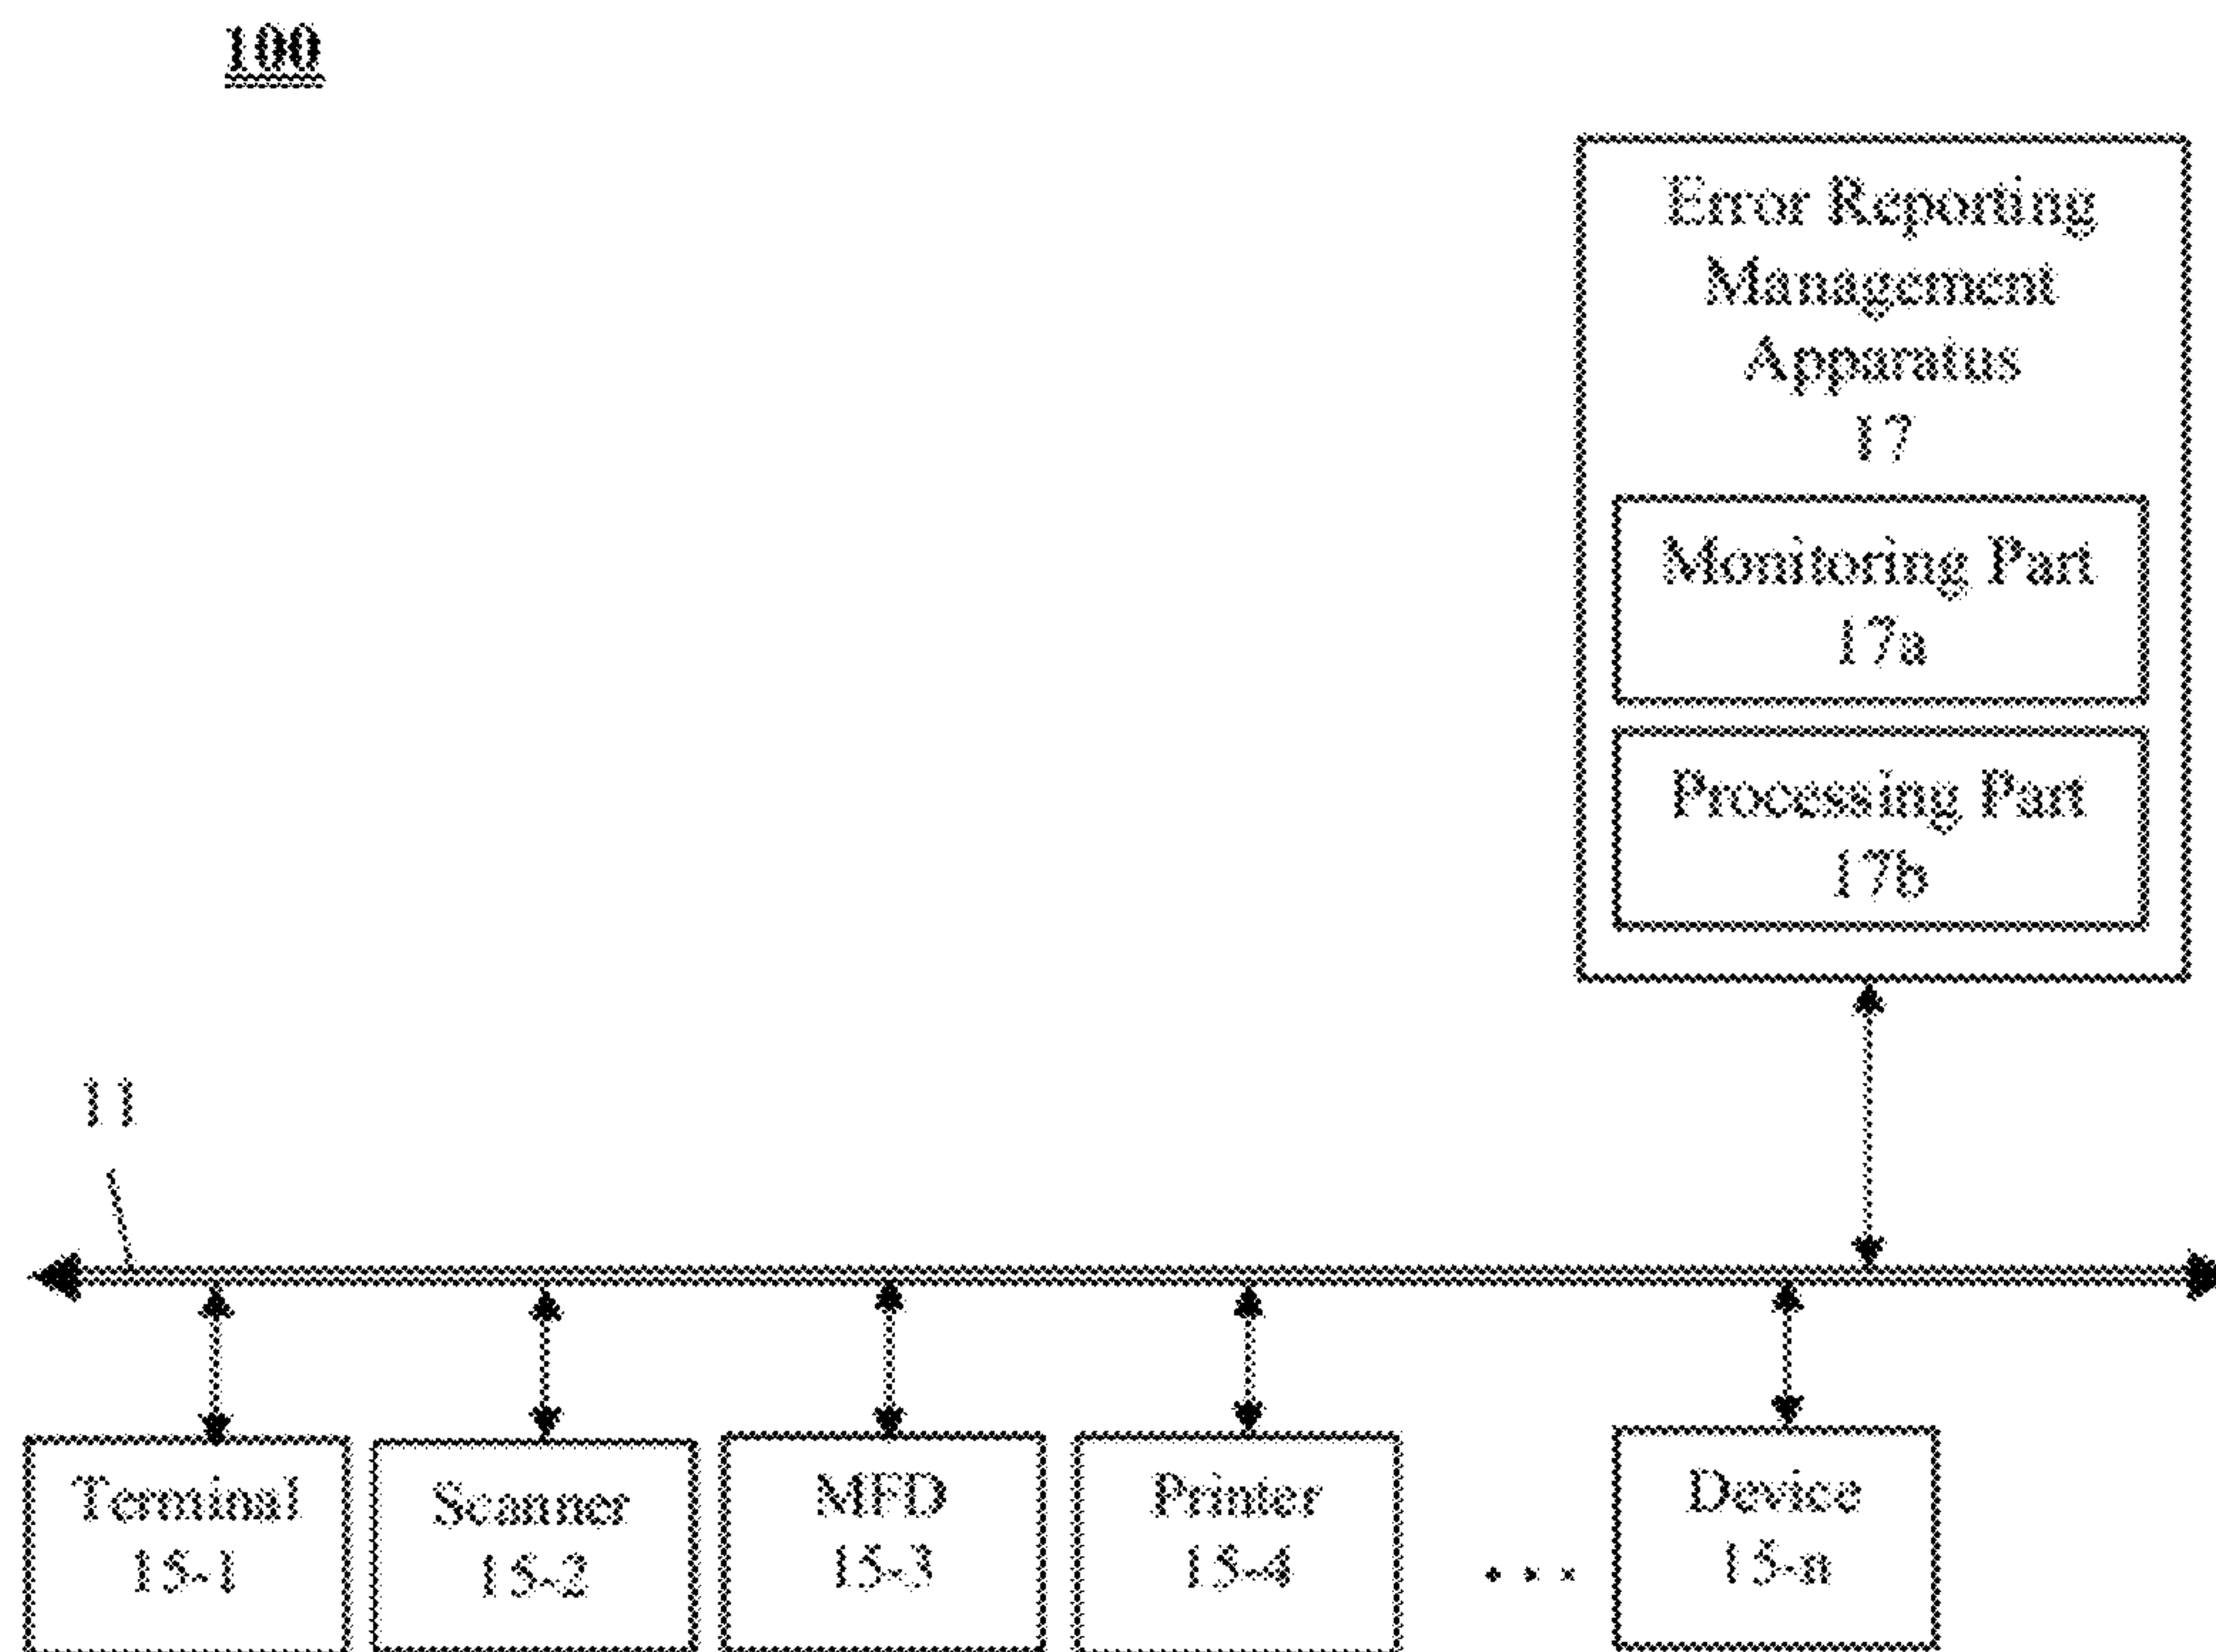 100
Error Reporting
Management
Apparatus
17
Monitoring Part
17a
Processing Part
17b
11
Terminal
15-1
Scanner
15-2
MFD
15-3
Printer
15-4
...
Device
15-n